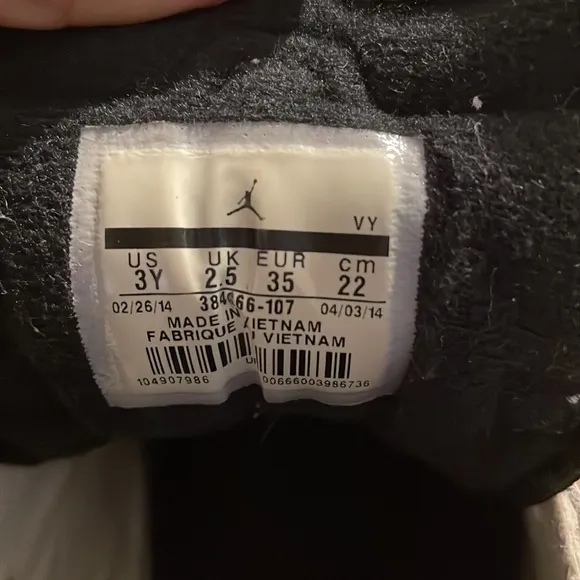 VY
US UK EUR cm
3Y 2.5 35 22
02/26/14 04/03/14
MADE IN VIETNAM
FABRIQUE VIETNAM
104907986 00666003986736